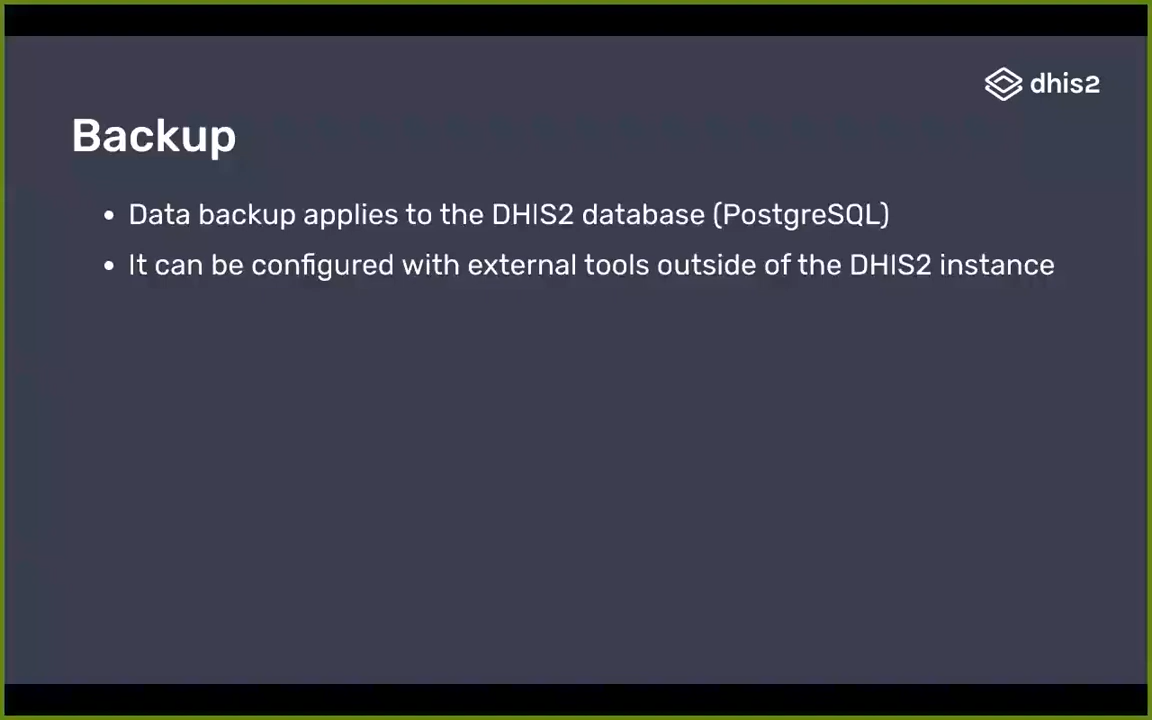 dhis2
Backup
• Data backup applies to the DHIS2 database (PostgreSQL)
• It can be configured with external tools outside of the DHIS2 instance